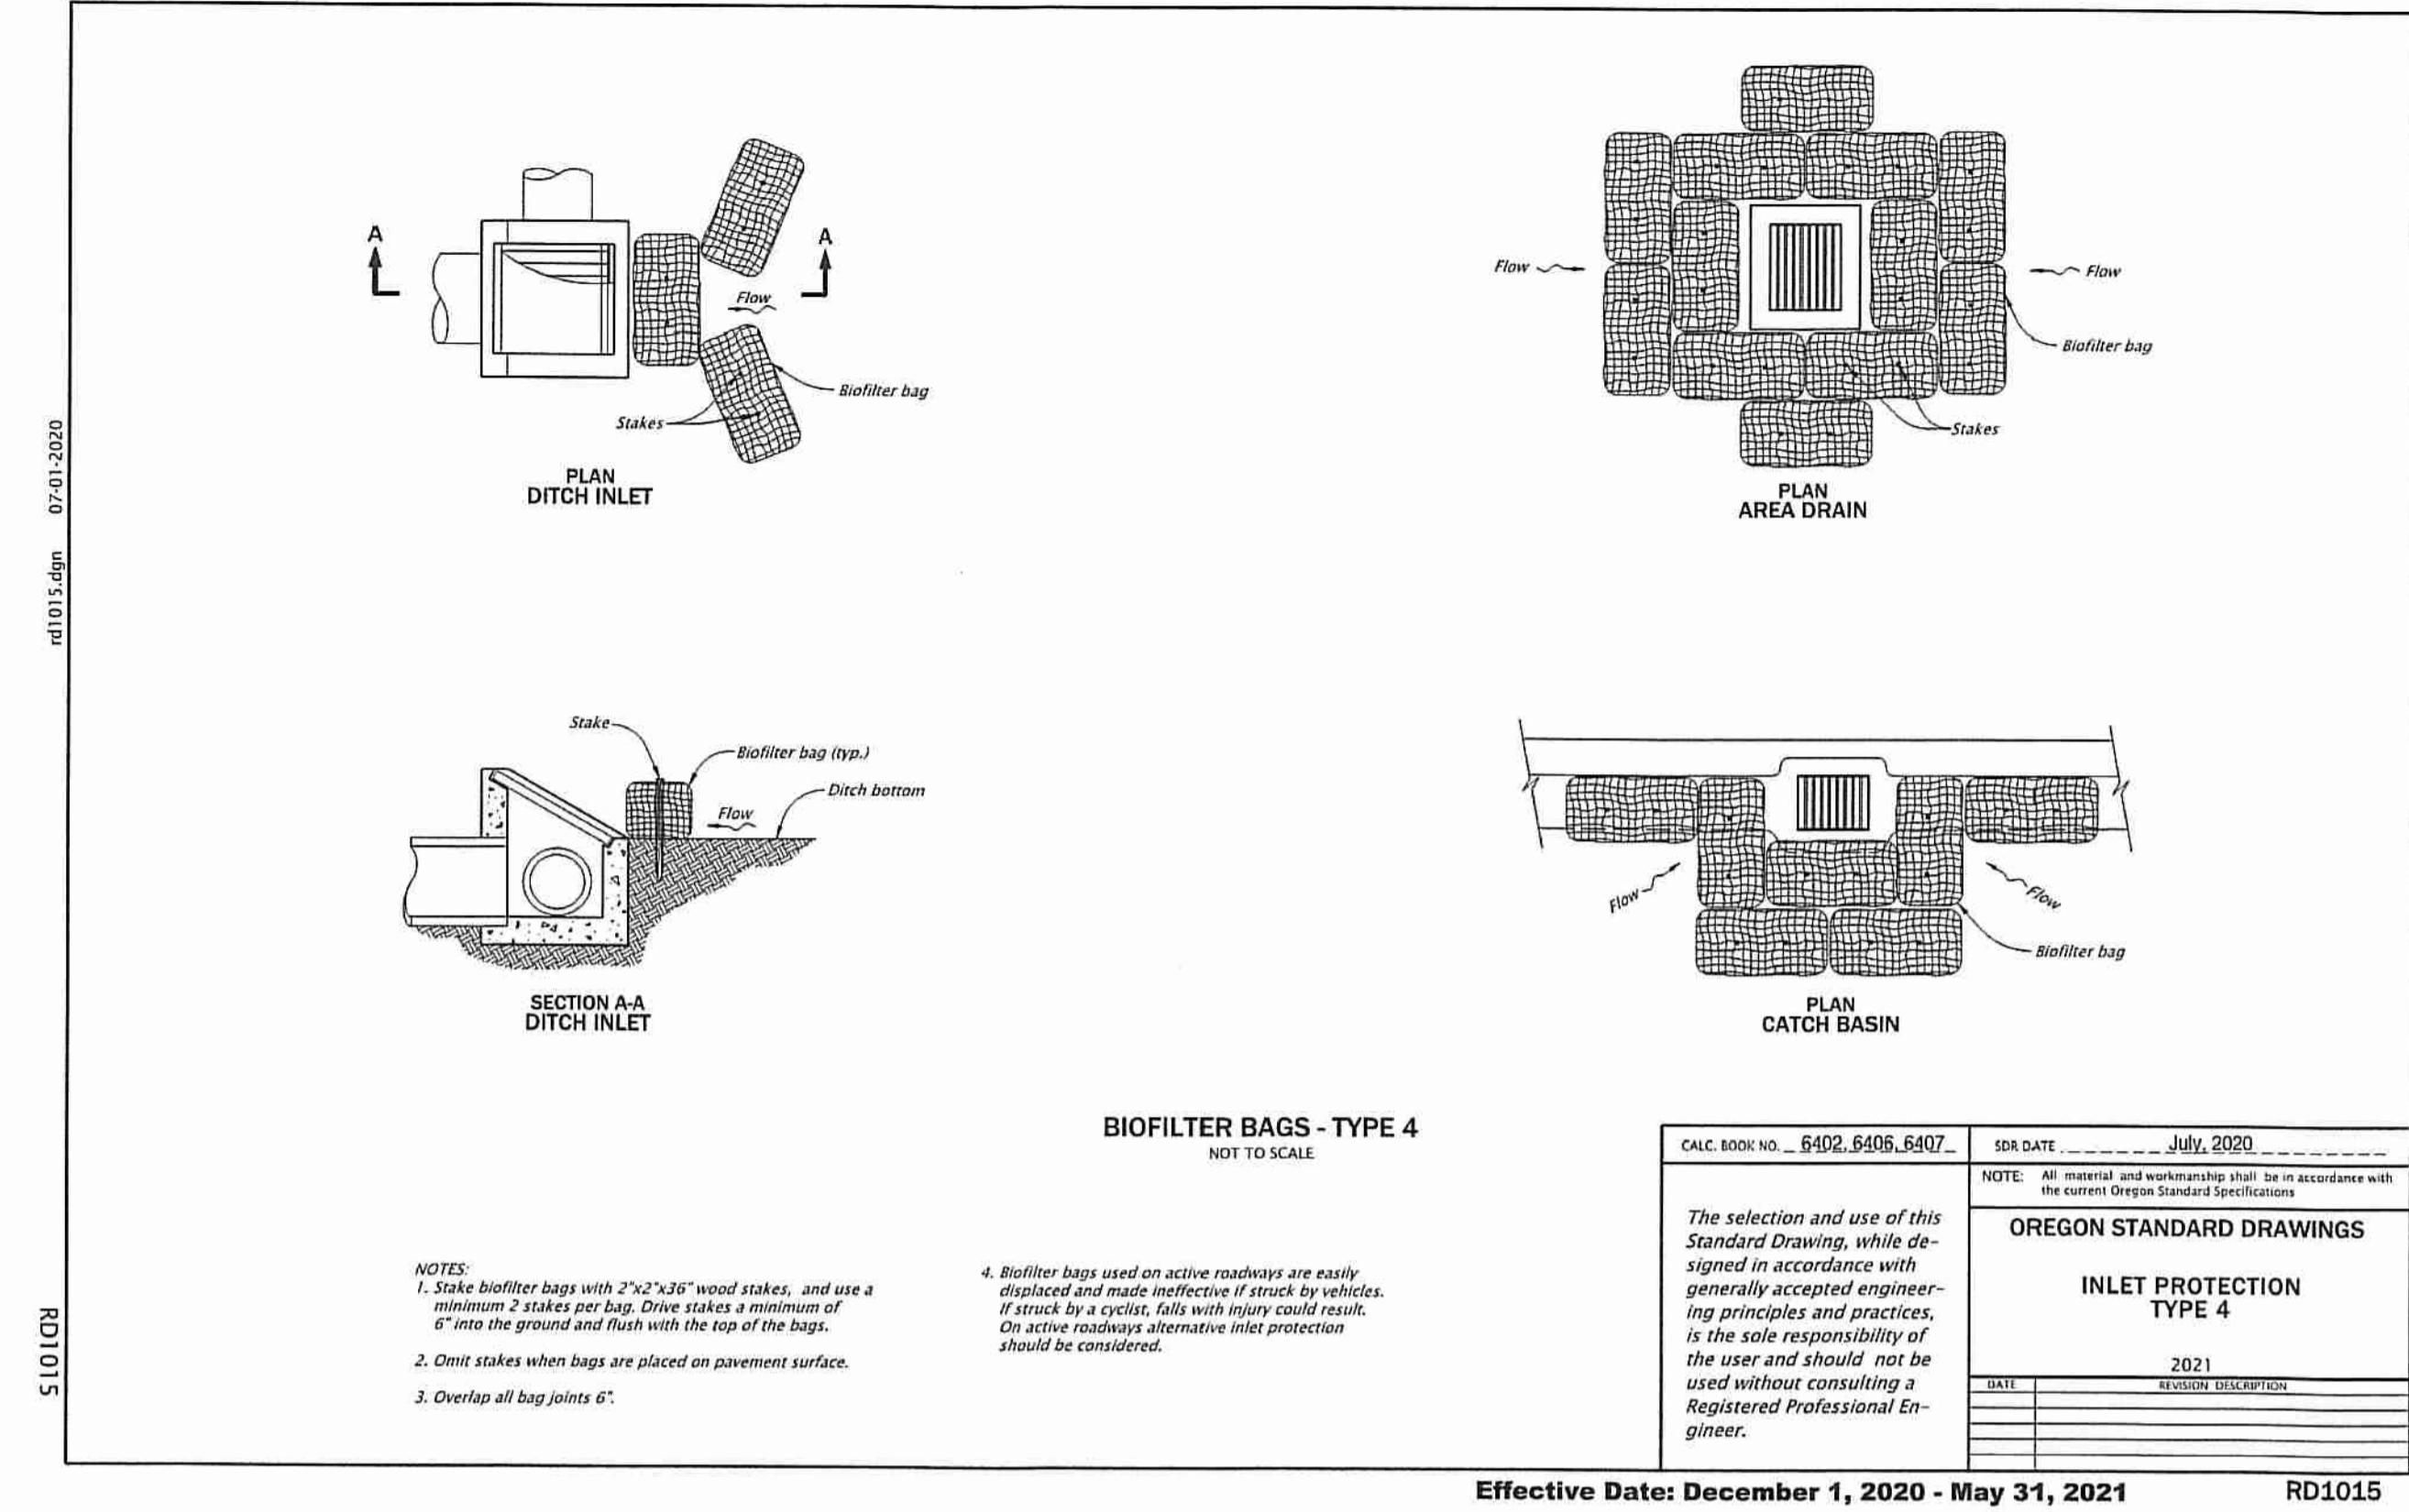 A
A
Flow
Biofilter bag
Stakes
PLAN
DITCH INLET
Flow
Flow
Biofilter bag
Stakes
PLAN
AREA DRAIN
rd1015.dgn 07-01-2020
Stake
Biofilter bag (typ.)
Ditch bottom
Flow
SECTION A-A
DITCH INLET
Flow
Flow
Biofilter bag
PLAN
CATCH BASIN
BIOFILTER BAGS - TYPE 4
NOT TO SCALE
NOTES:
1. Stake biofilter bags with 2"x2"x36" wood stakes, and use a
minimum 2 stakes per bag. Drive stakes a minimum of
6" into the ground and flush with the top of the bags.
2. Omit stakes when bags are placed on pavement surface.
3. Overlap all bag joints 6".
4. Biofilter bags used on active roadways are easily
displaced and made ineffective if struck by vehicles.
If struck by a cyclist, falls with injury could result.
On active roadways alternative inlet protection
should be considered.
CALC. BOOK NO. 6402, 6406, 6407
SDR DATE July, 2020
NOTE: All material and workmanship shall be in accordance with
the current Oregon Standard Specifications
The selection and use of this
Standard Drawing, while de-
signed in accordance with
generally accepted engineer-
ing principles and practices,
is the sole responsibility of
the user and should not be
used without consulting a
Registered Professional En-
gineer.
OREGON STANDARD DRAWINGS
INLET PROTECTION
TYPE 4
2021
DATE REVISION DESCRIPTION
RD1015
Effective Date: December 1, 2020 - May 31, 2021
RD1015